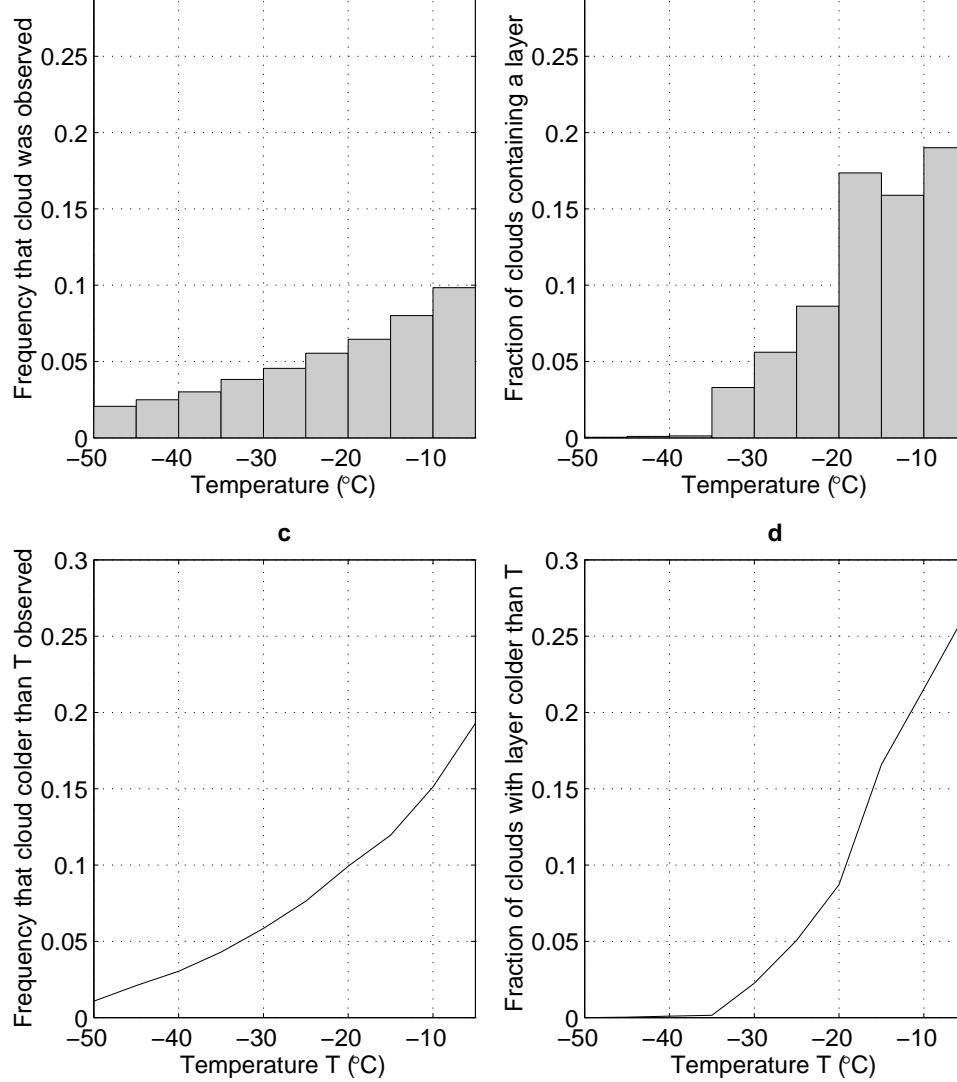 Frequency that cloud was observed
0.25
0.2
0.15
0.1
0.05
0
−50 −40 −30 −20 −10
Temperature (°C)
Fraction of clouds containing a layer
0.25
0.2
0.15
0.1
0.05
0
−50 −40 −30 −20 −10
Temperature (°C)
c
Frequency that cloud colder than T observed
0.3
0.25
0.2
0.15
0.1
0.05
0
−50 −40 −30 −20 −10
Temperature T (°C)
d
Fraction of clouds with layer colder than T
0.3
0.25
0.2
0.15
0.1
0.05
0
−50 −40 −30 −20 −10
Temperature T (°C)